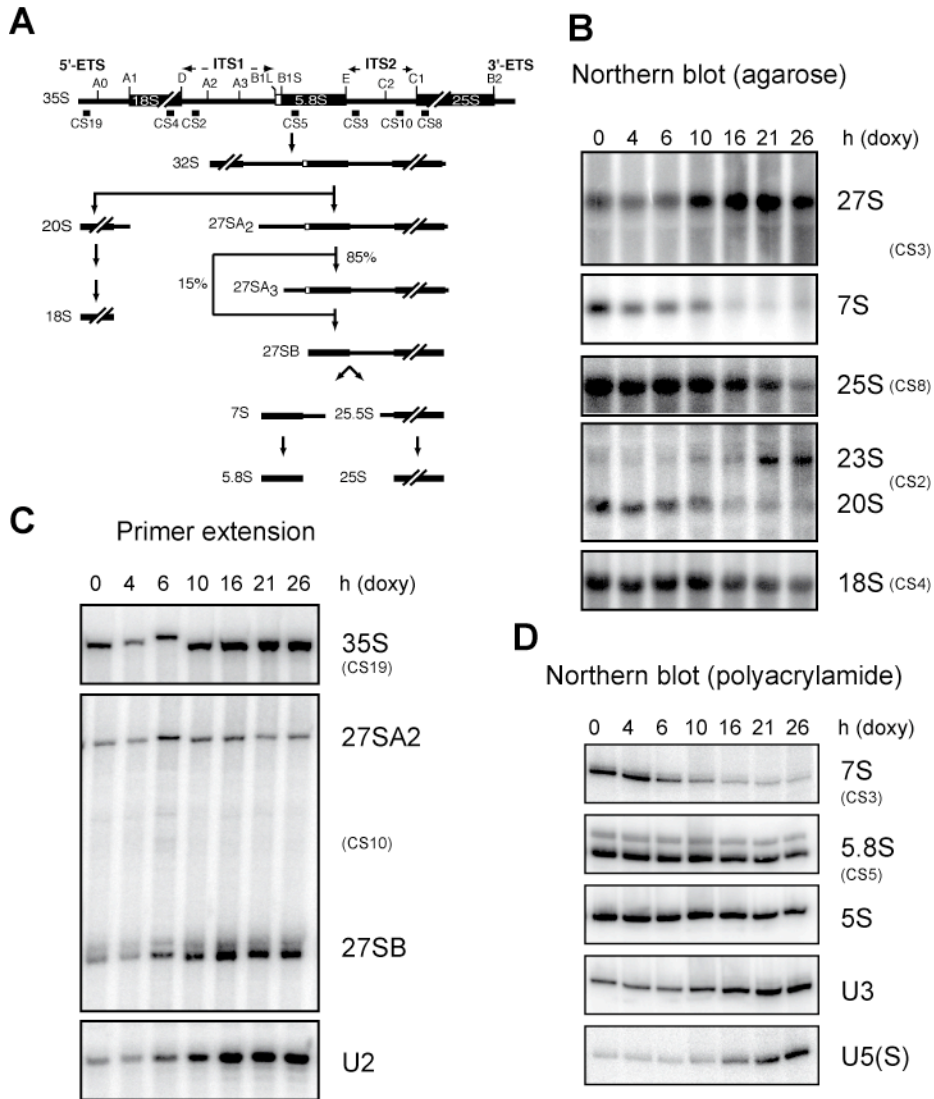 A
5'-ETS ITS1 ITS2 3'-ETS
A0 A1 D A2 A3 B1L B1S E C2 C1 B2
35S 18S 5.8S 25S
CS19 CS4 CS2 CS5 CS3 CS10 CS8
32S
20S 27SA2
85%
15%
27SA3
18S
27SB
7S 25.5S
5.8S 25S
B
Northern blot (agarose)
0 4 6 10 16 21 26 h (doxy)
27S
(CS3)
7S
25S (CS8)
23S
(CS2)
20S
18S (CS4)
C
Primer extension
0 4 6 10 16 21 26 h (doxy)
35S
(CS19)
27SA2
(CS10)
27SB
U2
D
Northern blot (polyacrylamide)
0 4 6 10 16 21 26 h (doxy)
7S
(CS3)
5.8S
(CS5)
5S
U3
U5(S)